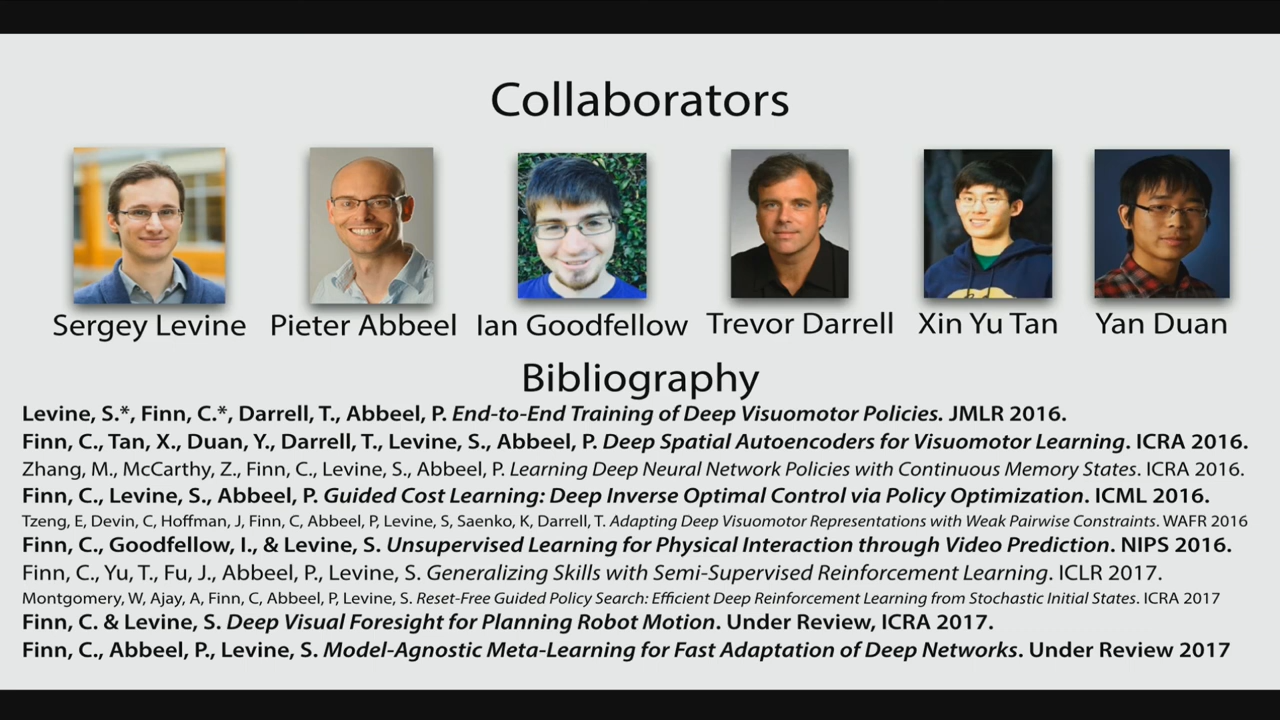 Collaborators
Sergey Levine Pieter Abbeel Ian Goodfellow Trevor Darrell Xin Yu Tan Yan Duan
Bibliography
Levine, S.*, Finn, C.*, Darrell, T., Abbeel, P. End-to-End Training of Deep Visuomotor Policies. JMLR 2016.
Finn, C., Tan, X., Duan, Y., Darrell, T., Levine, S., Abbeel, P. Deep Spatial Autoencoders for Visuomotor Learning. ICRA 2016.
Zhang, M., McCarthy, Z., Finn, C., Levine, S., Abbeel, P. Learning Deep Neural Network Policies with Continuous Memory States. ICRA 2016.
Finn, C., Levine, S., Abbeel, P. Guided Cost Learning: Deep Inverse Optimal Control via Policy Optimization. ICML 2016.
Tzeng, E, Devin, C, Hoffman, J, Finn, C, Abbeel, P, Levine, S, Saenko, K, Darrell, T. Adapting Deep Visuomotor Representations with Weak Pairwise Constraints. WAFR 2016
Finn, C., Goodfellow, I., & Levine, S. Unsupervised Learning for Physical Interaction through Video Prediction. NIPS 2016.
Finn, C., Yu, T., Fu, J., Abbeel, P., Levine, S. Generalizing Skills with Semi-Supervised Reinforcement Learning. ICLR 2017.
Montgomery, W, Ajay, A, Finn, C, Abbeel, P, Levine, S. Reset-Free Guided Policy Search: Efficient Deep Reinforcement Learning from Stochastic Initial States. ICRA 2017
Finn, C. & Levine, S. Deep Visual Foresight for Planning Robot Motion. Under Review, ICRA 2017.
Finn, C., Abbeel, P., Levine, S. Model-Agnostic Meta-Learning for Fast Adaptation of Deep Networks. Under Review 2017